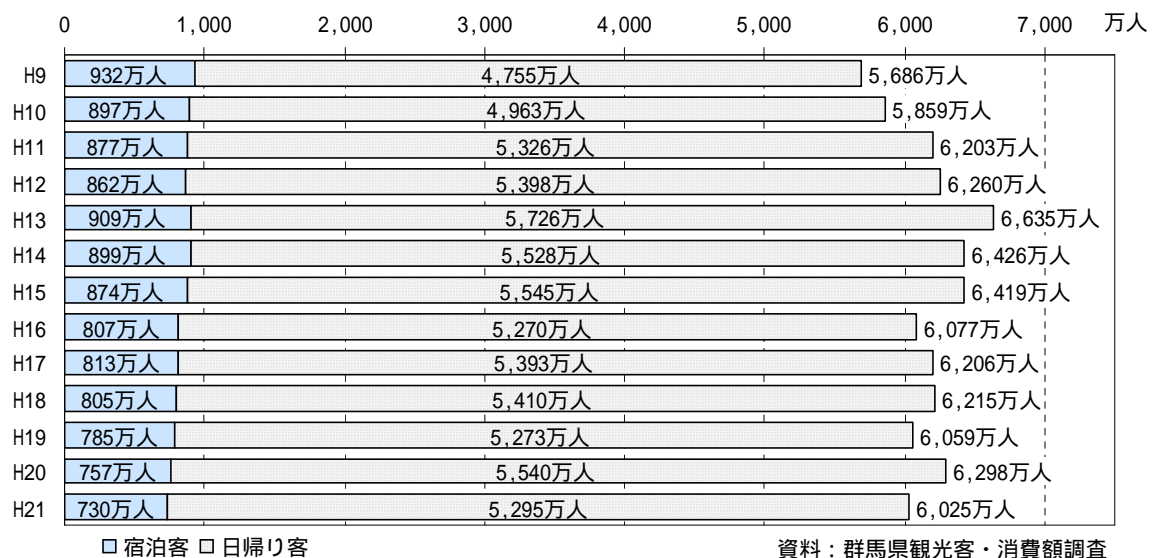 0 1,000 2,000 3,000 4,000 5,000 6,000 7,000 万人
H9 932万人 4,755万人 5,686万人
H10 897万人 4,963万人 5,859万人
H11 877万人 5,326万人 6,203万人
H12 862万人 5,398万人 6,260万人
H13 909万人 5,726万人 6,635万人
H14 899万人 5,528万人 6,426万人
H15 874万人 5,545万人 6,419万人
H16 807万人 5,270万人 6,077万人
H17 813万人 5,393万人 6,206万人
H18 805万人 5,410万人 6,215万人
H19 785万人 5,273万人 6,059万人
H20 757万人 5,540万人 6,298万人
H21 730万人 5,295万人 6,025万人
宿泊客 日帰り客 資料：群馬県観光客・消費額調査